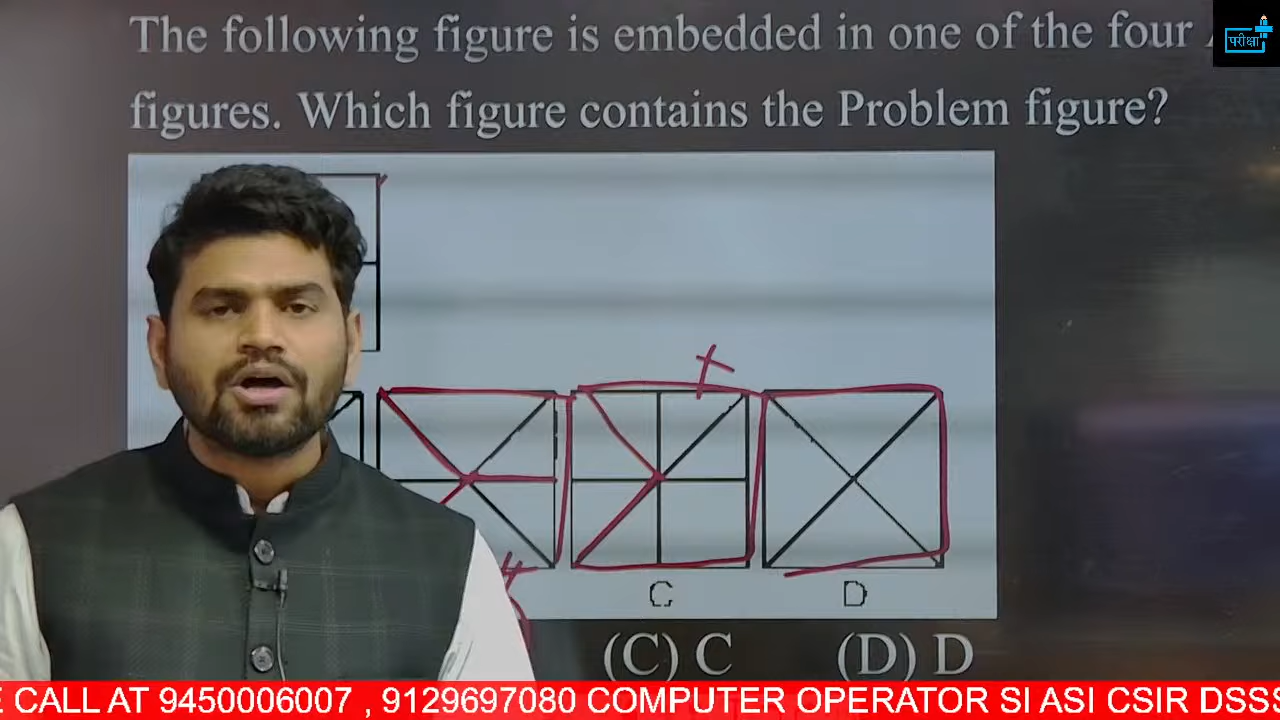 The following figure is embedded in one of the four
परीक्षा
figures. Which figure contains the Problem figure?
C D
(C) C (D) D
CALL AT 9450006007 , 9129697080 COMPUTER OPERATOR SI ASI CSIR